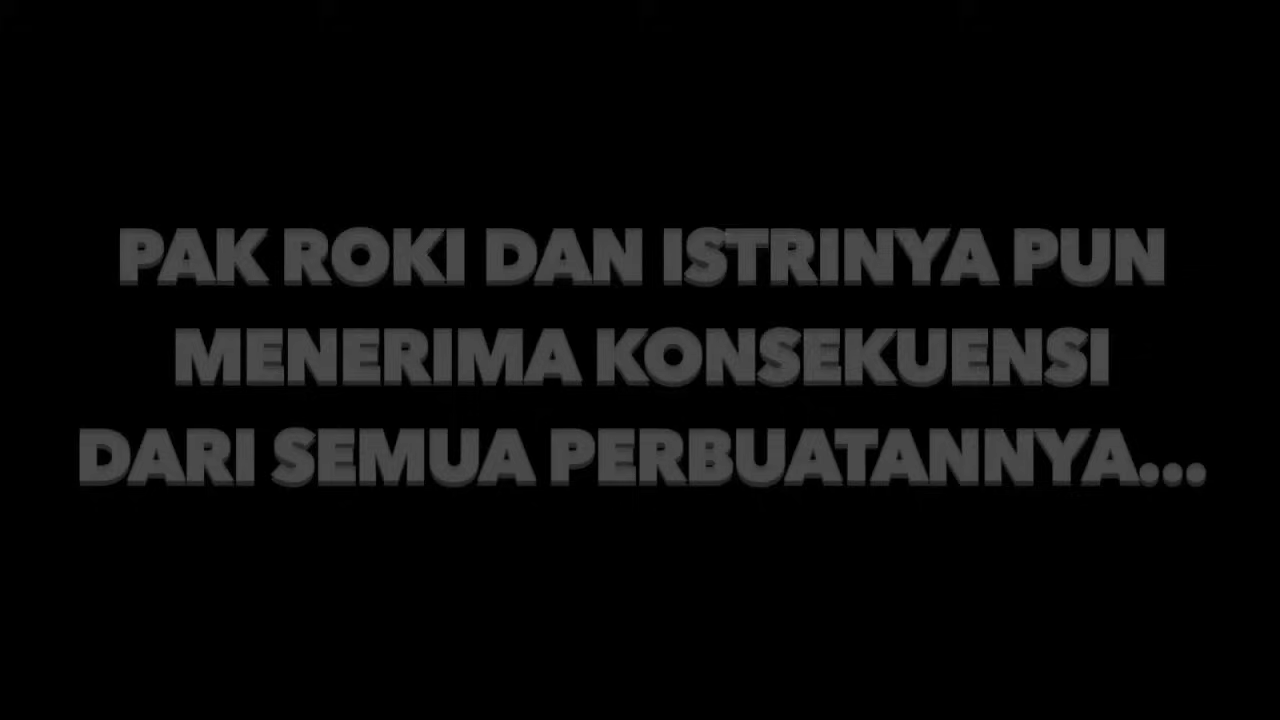 PAK ROKI DAN ISTRINYA PUN
MENERIMA KONSEKUENSI
DARI SEMUA PERBUATANNYA...